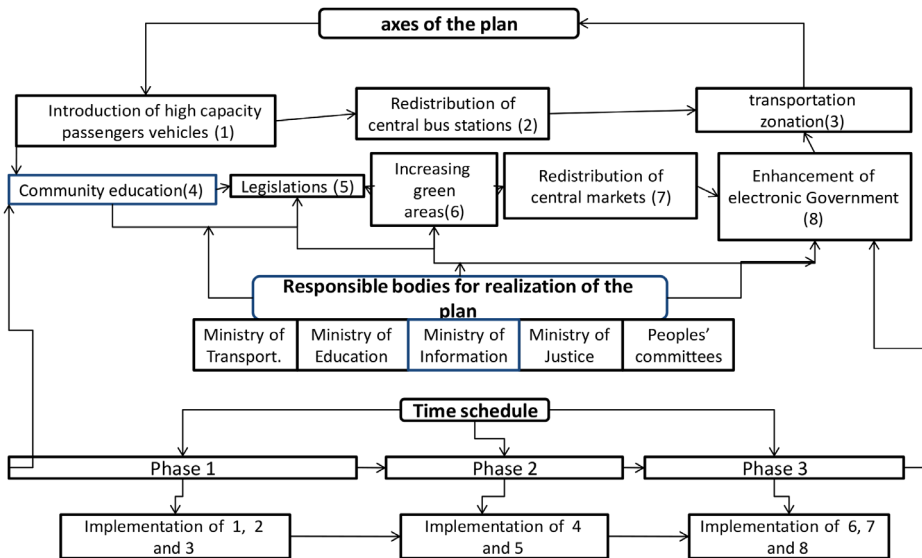 axes of the plan
Introduction of high capacity
passengers vehicles (1)
Redistribution of
central bus stations (2)
transportation
zonation(3)
Community education(4)
Legislations (5)
Increasing
green
areas(6)
Redistribution of
central markets (7)
Enhancement of
electronic Government
(8)
Responsible bodies for realization of the
plan
Ministry of
Transport.
Ministry of
Education
Ministry of
Information
Ministry of
Justice
Peoples’
committees
Time schedule
Phase 1
Phase 2
Phase 3
Implementation of 1, 2
and 3
Implementation of 4
and 5
Implementation of 6, 7
and 8